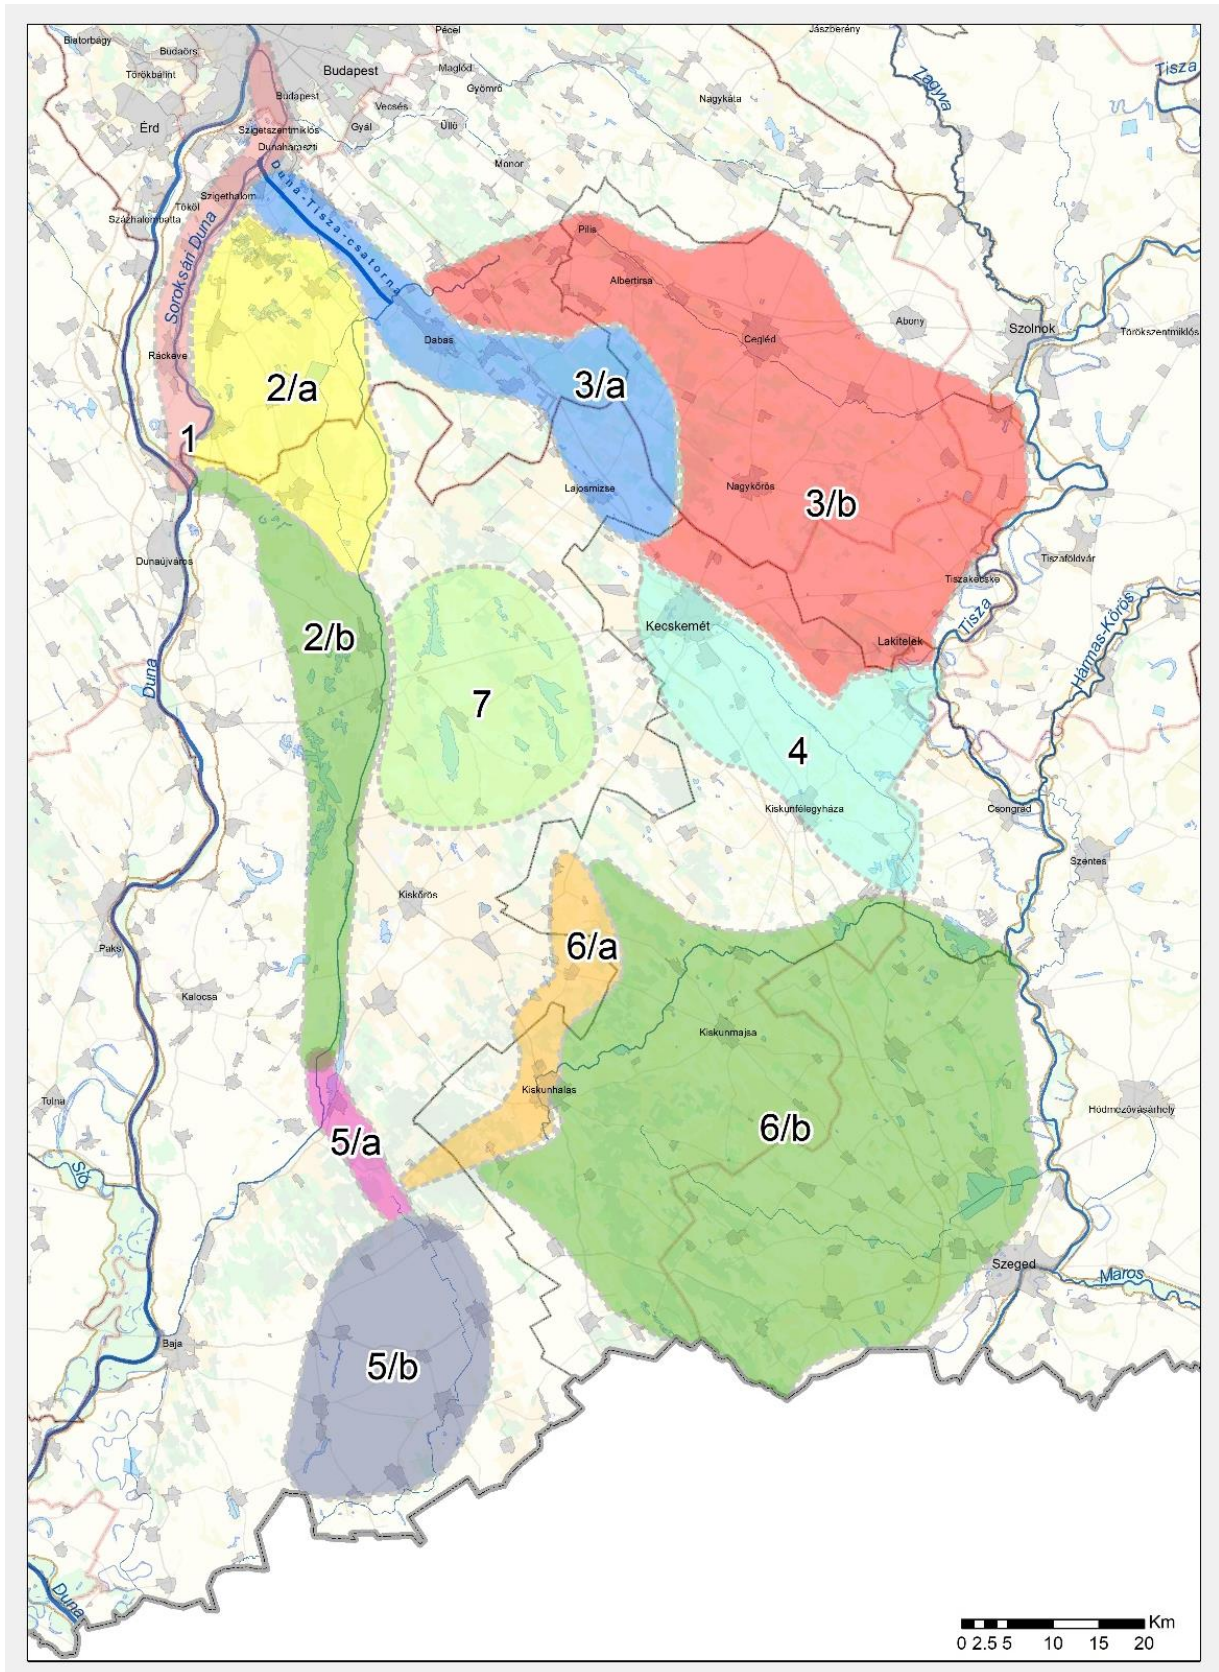 Pécel
Jászberény
Biatorbágy
Budaörs
Törökbálint
Budapest
Maglód
Gyömrő
Zagyva
Tisza
Budapest
Vecsés
Nagykáta
Érd
Szigetszentmiklós
Gyál
Üllő
Dunaharaszti
Monor
Duna-Tisza-csatorna
Szigethalom
Tököl
Százhalombatta
Soroksári Duna
Pilis
Albertirsa
Abony
Szolnok
Törökszentmiklós
Cegléd
Dabas
Ráckeve
2/a
3/a
1
Lajosmizse
Nagykőrös
3/b
Dunaújváros
Tiszaföldvár
Tiszakécske
Tisza
Hármas-Körös
Kecskemét
Lakitelek
2/b
Duna
7
4
Kiskunfélegyháza
Csongrád
Szentes
Kiskőrös
Paks
6/a
Kalocsa
Kiskunmajsa
Kiskunhalas
Tolna
Hódmezővásárhely
6/b
5/a
Sió
Szeged
Maros
Baja
5/b
Duna
Km
0 2.5 5 10 15 20